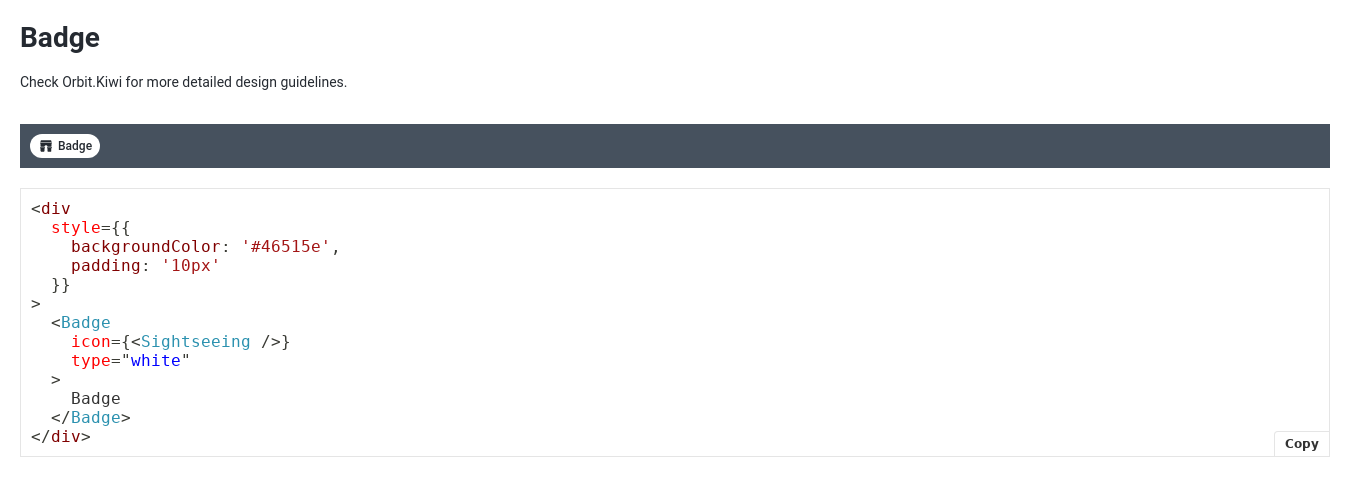 Badge
Check Orbit.Kiwi for more detailed design guidelines.
Badge
<div
  style={{
    backgroundColor: '#46515e',
    padding: '10px'
  }}
>
  <Badge
    icon={<Sightseeing />}
    type="white"
  >
    Badge
  </Badge>
</div>
Copy